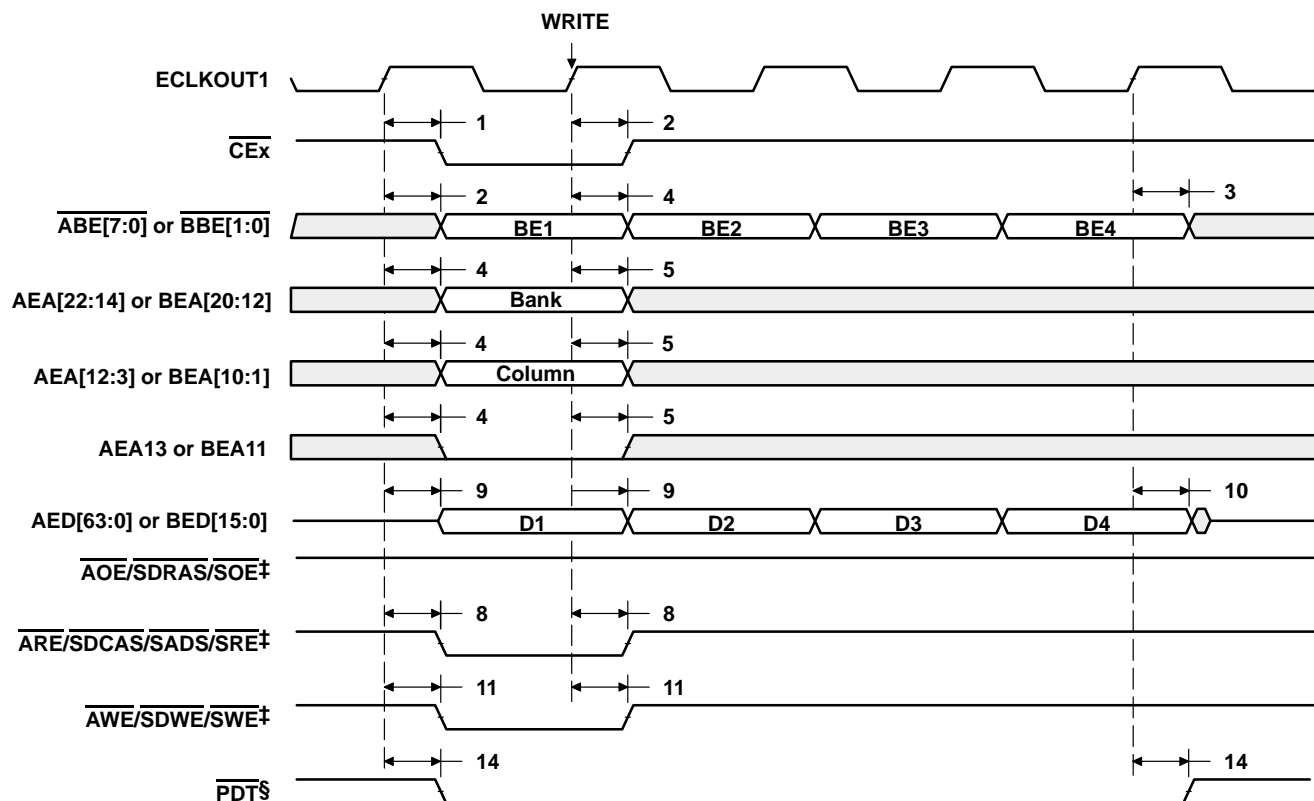 WRITE
ECLKOUT1
1 2
CEx
2 4 3
ABE[7:0] or BBE[1:0] BE1 BE2 BE3 BE4
4 5
AEA[22:14] or BEA[20:12] Bank
4 5
AEA[12:3] or BEA[10:1] Column
4 5
AEA13 or BEA11
9 9 10
AED[63:0] or BED[15:0] D1 D2 D3 D4
AOE/SDRAS/SOE‡
8 8
ARE/SDCAS/SADS/SRE‡
11 11
AWE/SDWE/SWE‡
14 14
PDT§